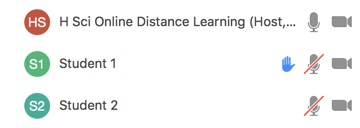 HS H Sci Online Distance Learning (Host,...
S1 Student 1
S2 Student 2